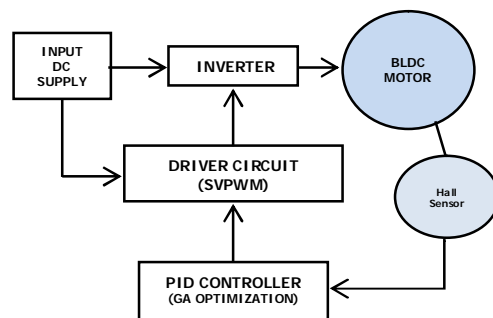 INPUT
DC
SUPPLY
INVERTER
BLDC
MOTOR
DRIVER CIRCUIT
(SVPWM)
Hall
Sensor
PID CONTROLLER
(GA OPTIMIZATION)